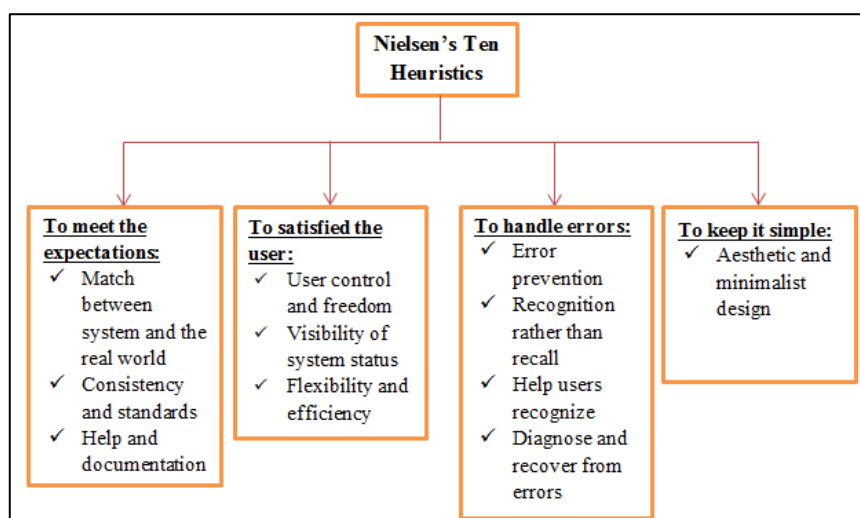 Nielsen's Ten
Heuristics
To meet the
expectations:
✓ Match
between
system and the
real world
✓ Consistency
and standards
✓ Help and
documentation
To satisfied the
user:
✓ User control
and freedom
✓ Visibility of
system status
✓ Flexibility and
efficiency
To handle errors:
✓ Error
prevention
✓ Recognition
rather than
recall
✓ Help users
recognize
✓ Diagnose and
recover from
errors
To keep it simple:
✓ Aesthetic and
minimalist
design